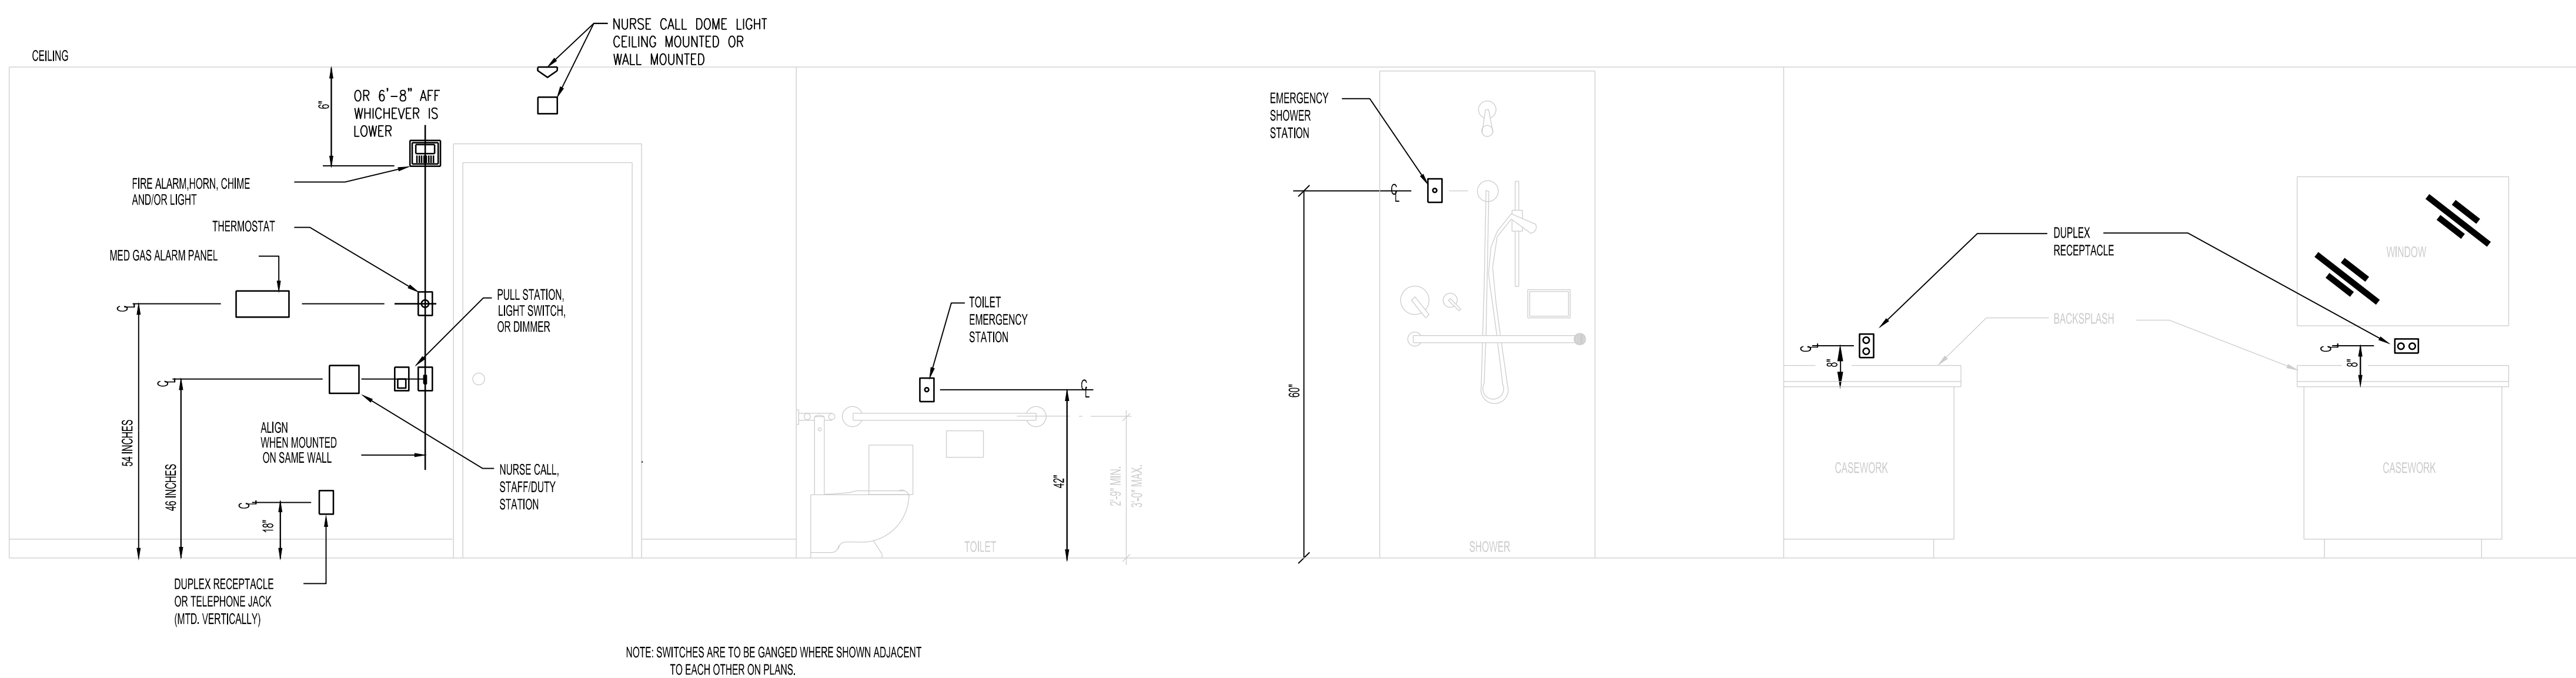 NURSE CALL DOME LIGHT
CEILING MOUNTED OR
WALL MOUNTED
CEILING
6"
OR 6'-8" AFF
WHICHEVER IS
LOWER
FIRE ALARM,HORN, CHIME
AND/OR LIGHT
THERMOSTAT
MED GAS ALARM PANEL
PULL STATION,
LIGHT SWITCH,
OR DIMMER
54 INCHES
46 INCHES
ALIGN
WHEN MOUNTED
ON SAME WALL
NURSE CALL,
STAFF/DUTY
STATION
18"
DUPLEX RECEPTACLE
OR TELEPHONE JACK
(MTD. VERTICALLY)
TOILET
EMERGENCY
STATION
42"
2'-9" MIN.
3'-0" MAX.
TOILET
EMERGENCY
SHOWER
STATION
60"
SHOWER
DUPLEX
RECEPTACLE
BACKSPLASH
8"
CASEWORK
WINDOW
8"
CASEWORK
NOTE: SWITCHES ARE TO BE GANGED WHERE SHOWN ADJACENT
TO EACH OTHER ON PLANS.